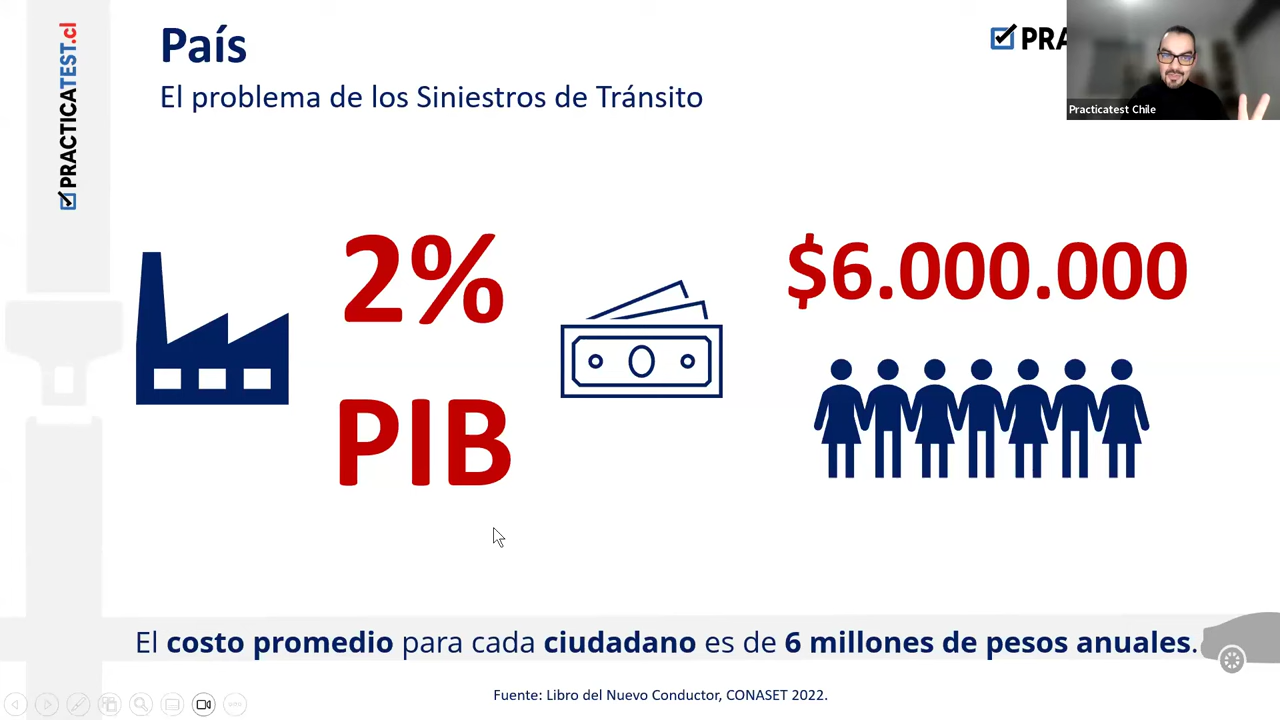 País
El problema de los Siniestros de Tránsito
PRACTICATEST.cl
PRA
Practicatest Chile
2%
PIB
$6.000.000
El costo promedio para cada ciudadano es de 6 millones de pesos anuales.
Fuente: Libro del Nuevo Conductor, CONASET 2022.